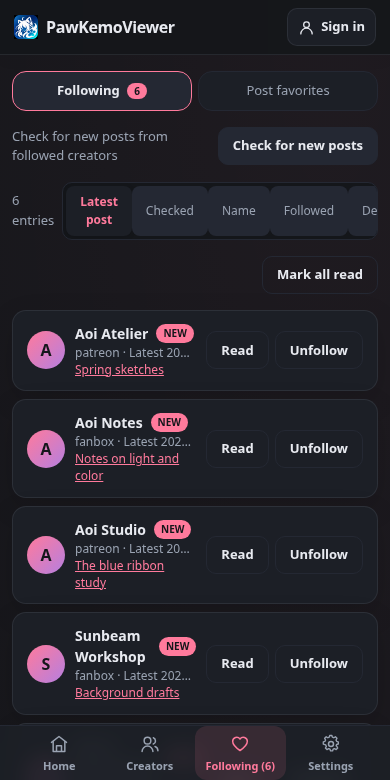 PawKemoViewer
Sign in
Following 6
Post favorites
Check for new posts from
followed creators
Check for new posts
6
entries
Latest
post
Checked
Name
Followed
De
Mark all read
Aoi Atelier NEW
patreon · Latest 20...
Spring sketches
Read
Unfollow
Aoi Notes NEW
fanbox · Latest 202...
Notes on light and
color
Read
Unfollow
Aoi Studio NEW
patreon · Latest 20...
The blue ribbon
study
Read
Unfollow
Sunbeam
Workshop NEW
fanbox · Latest 202...
Background drafts
Read
Unfollow
Home
Creators
Following (6)
Settings
A
A
A
S